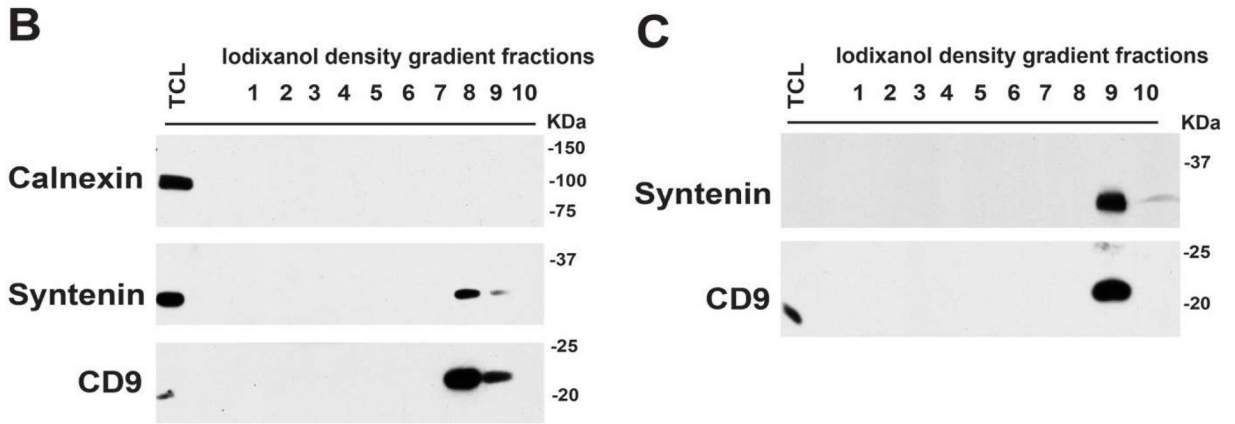 B
Iodixanol density gradient fractions
TCL 1 2 3 4 5 6 7 8 9 10
KDa
Calnexin
-150
-100
-75
Syntenin
-37
CD9
-25
-20
C
Iodixanol density gradient fractions
TCL 1 2 3 4 5 6 7 8 9 10
KDa
Syntenin
-37
CD9
-25
-20